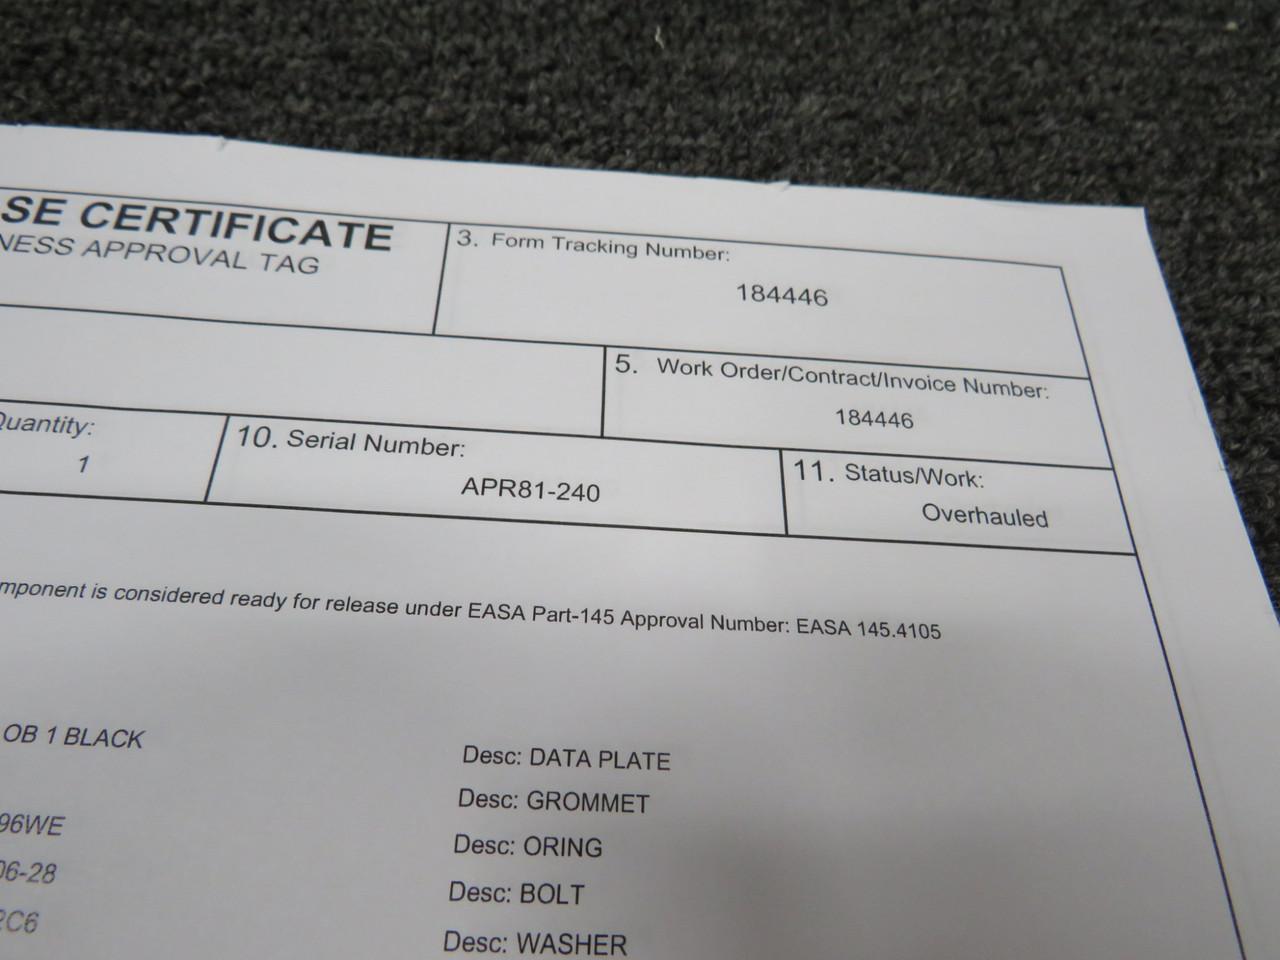 SE CERTIFICATE
NESS APPROVAL TAG
3. Form Tracking Number:
184446
5. Work Order/Contract/Invoice Number:
184446
Quantity:
1
10. Serial Number:
APR81-240
11. Status/Work:
Overhauled
mponent is considered ready for release under EASA Part-145 Approval Number: EASA 145.4105
OB 1 BLACK
Desc: DATA PLATE
Desc: GROMMET
96WE
Desc: ORING
06-28
Desc: BOLT
2C6
Desc: WASHER